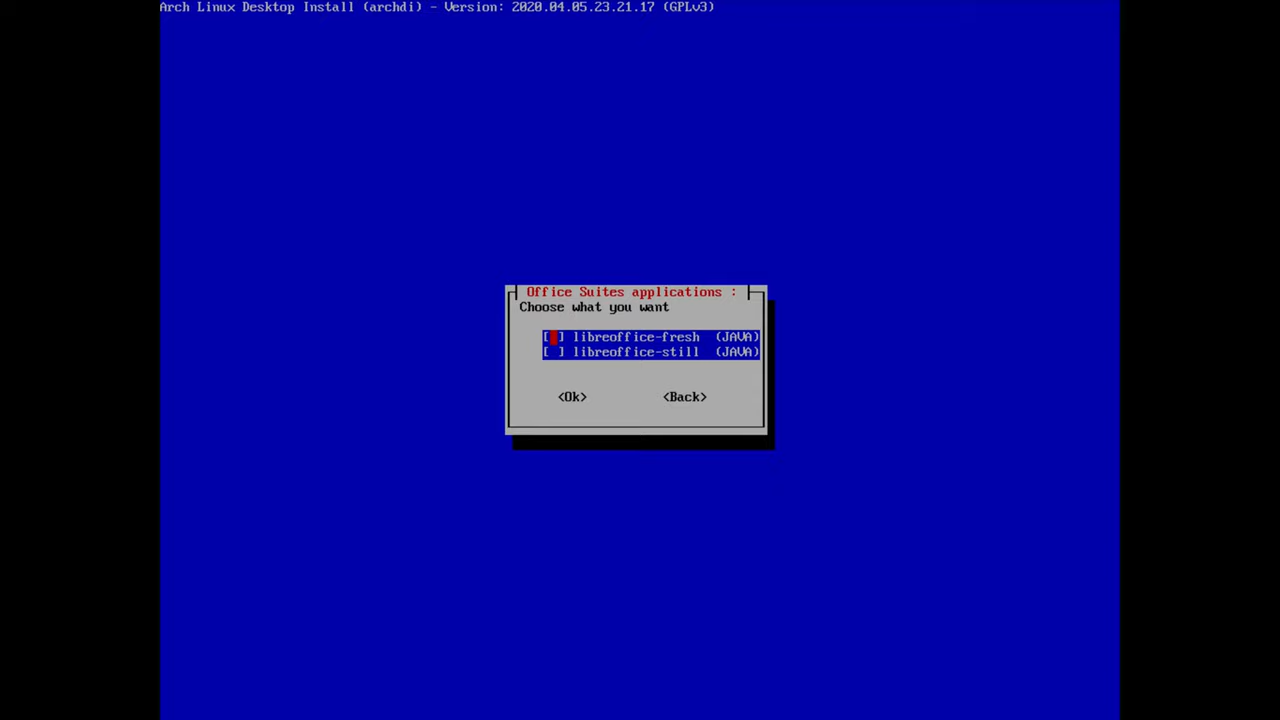 Arch Linux Desktop Install (archdi) - Version: 2020.04.05.23.21.17 (GPLv3)
Office Suites applications :
Choose what you want
[ ] libreoffice-fresh (JAVA)
[ ] libreoffice-still (JAVA)
<Ok> <Back>